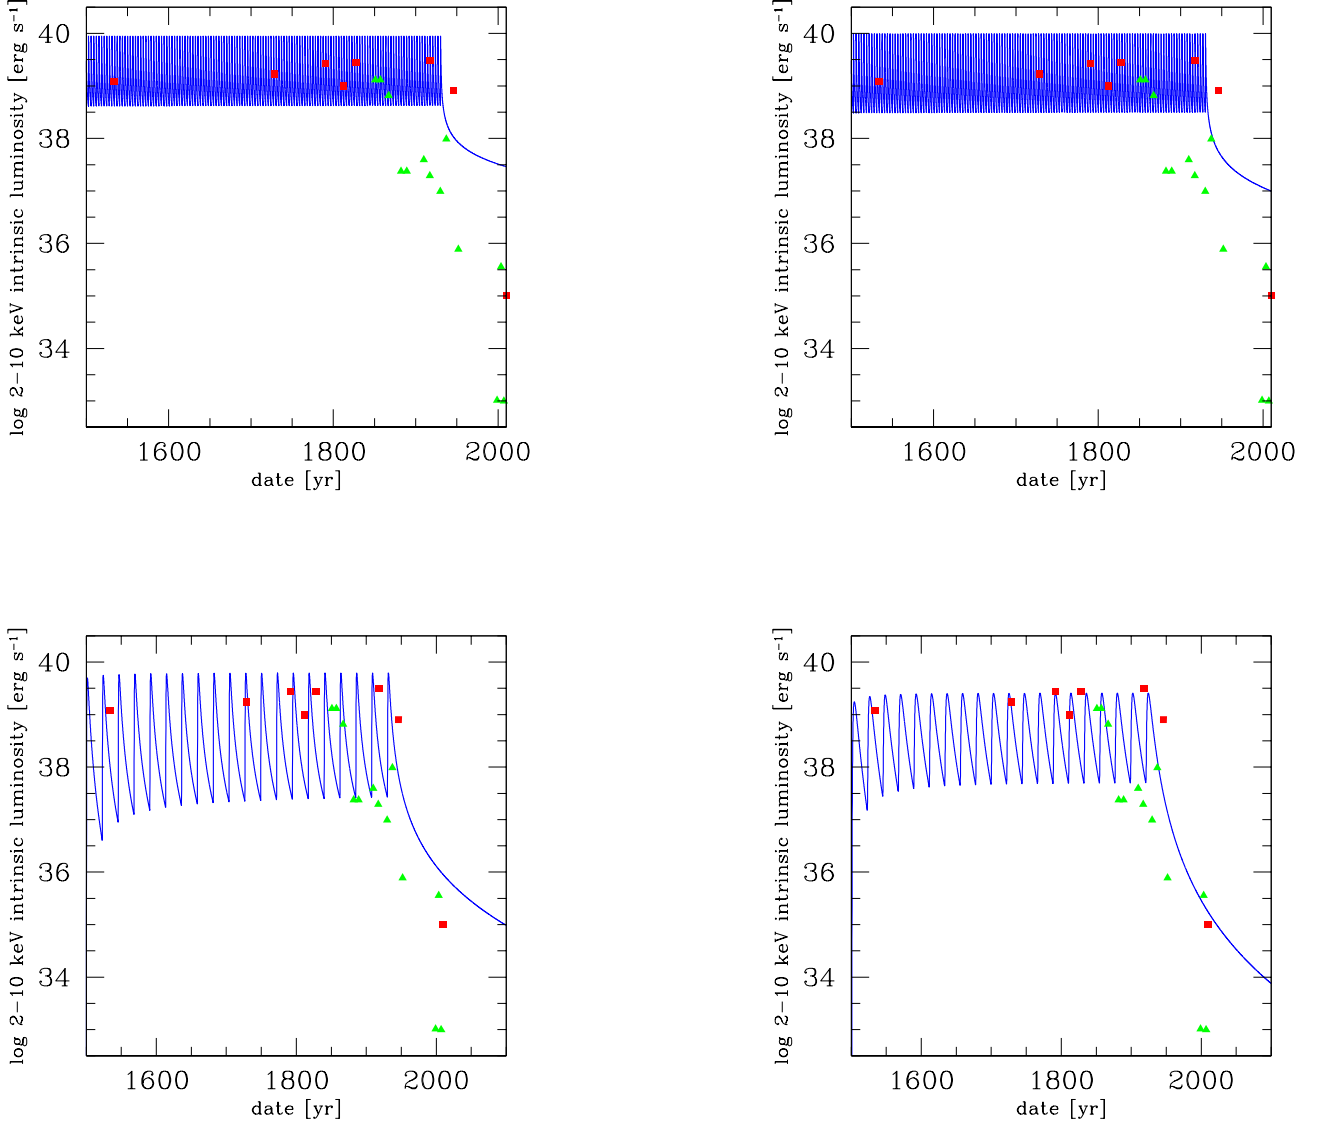 log 2−10 keV intrinsic luminosity [erg s⁻¹]
40
38
36
34
1600 1800 2000
date [yr]
log 2−10 keV intrinsic luminosity [erg s⁻¹]
40
38
36
34
1600 1800 2000
date [yr]
log 2−10 keV intrinsic luminosity [erg s⁻¹]
40
38
36
34
1600 1800 2000
date [yr]
log 2−10 keV intrinsic luminosity [erg s⁻¹]
40
38
36
34
1600 1800 2000
date [yr]